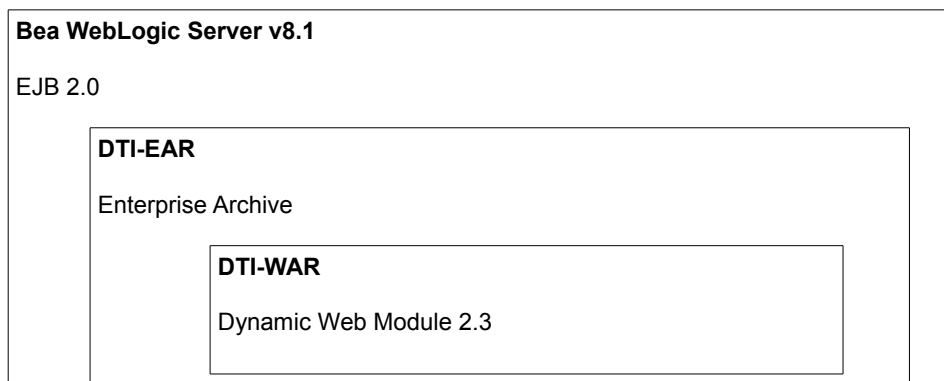 Bea WebLogic Server v8.1
EJB 2.0
DTI-EAR
Enterprise Archive
DTI-WAR
Dynamic Web Module 2.3